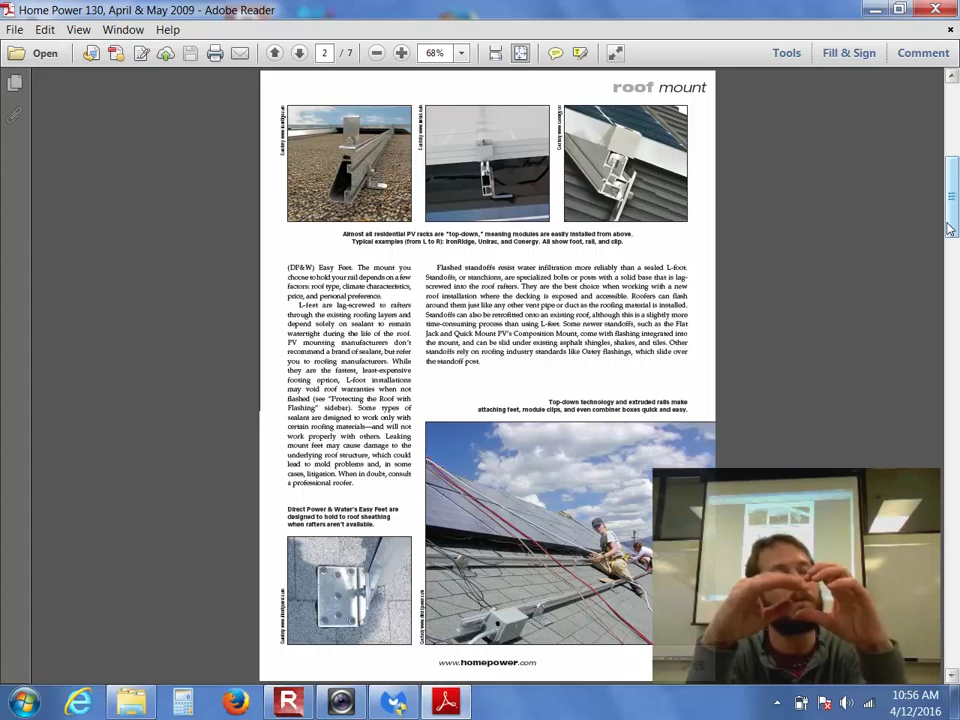 Home Power 130, April & May 2009 - Adobe Reader
File Edit View Window Help
Open
2 / 7
68%
Tools Fill & Sign Comment
roof mount
Almost all residential PV racks are "top-down," meaning modules are easily installed from above.
Typical examples (from L to R): IronRidge, Unirac, and Conergy. All show foot, rail, and clip.
(DP&W) Easy Feet. The mount you
choose to hold your rail depends on a few
factors: roof type, climate characteristics,
price, and personal preference.
L-feet are lag-screwed to rafters
through the existing roofing layers and
depend solely on sealant to remain
watertight during the life of the roof.
PV mounting manufacturers don't
recommend a brand of sealant, but refer
you to roofing manufacturers. While
they are the fastest, least-expensive
footing option, L-foot installations
may void roof warranties when not
flashed (see "Protecting the Roof with
Flashing" sidebar). Some types of
sealant are designed to work only with
certain roofing materials—and will not
work properly with others. Leaking
mount feet may cause damage to the
underlying roof structure, which could
lead to mold problems and, in some
cases, litigation. When in doubt, consult
a professional roofer.
Direct Power & Water's Easy Feet are
designed to hold to roof sheathing
when rafters aren't available.
Flashed standoffs resist water infiltration more reliably than a sealed L-foot.
Standoffs, or stanchions, are specialized bolts or posts with a solid base that is lag-
screwed into the roof rafters. They are the best choice when working with a new
roof installation where the decking is exposed and accessible. Roofers can flash
around them just like any other vent pipe or duct as the roofing material is installed.
Standoffs can also be retrofitted onto an existing roof, although this is a slightly more
time-consuming process than using L-feet. Some newer standoffs, such as the Flat
Jack and Quick Mount PV's Composition Mount, come with flashing integrated into
the mount, and can be slid under existing asphalt shingles, shakes, and tiles. Other
standoffs rely on roofing industry standards like Oatey flashings, which slide over
the standoff post.
Top-down technology and extruded rails make
attaching feet, module clips, and even combiner boxes quick and easy.
www.homepower.com
10:56 AM
4/12/2016